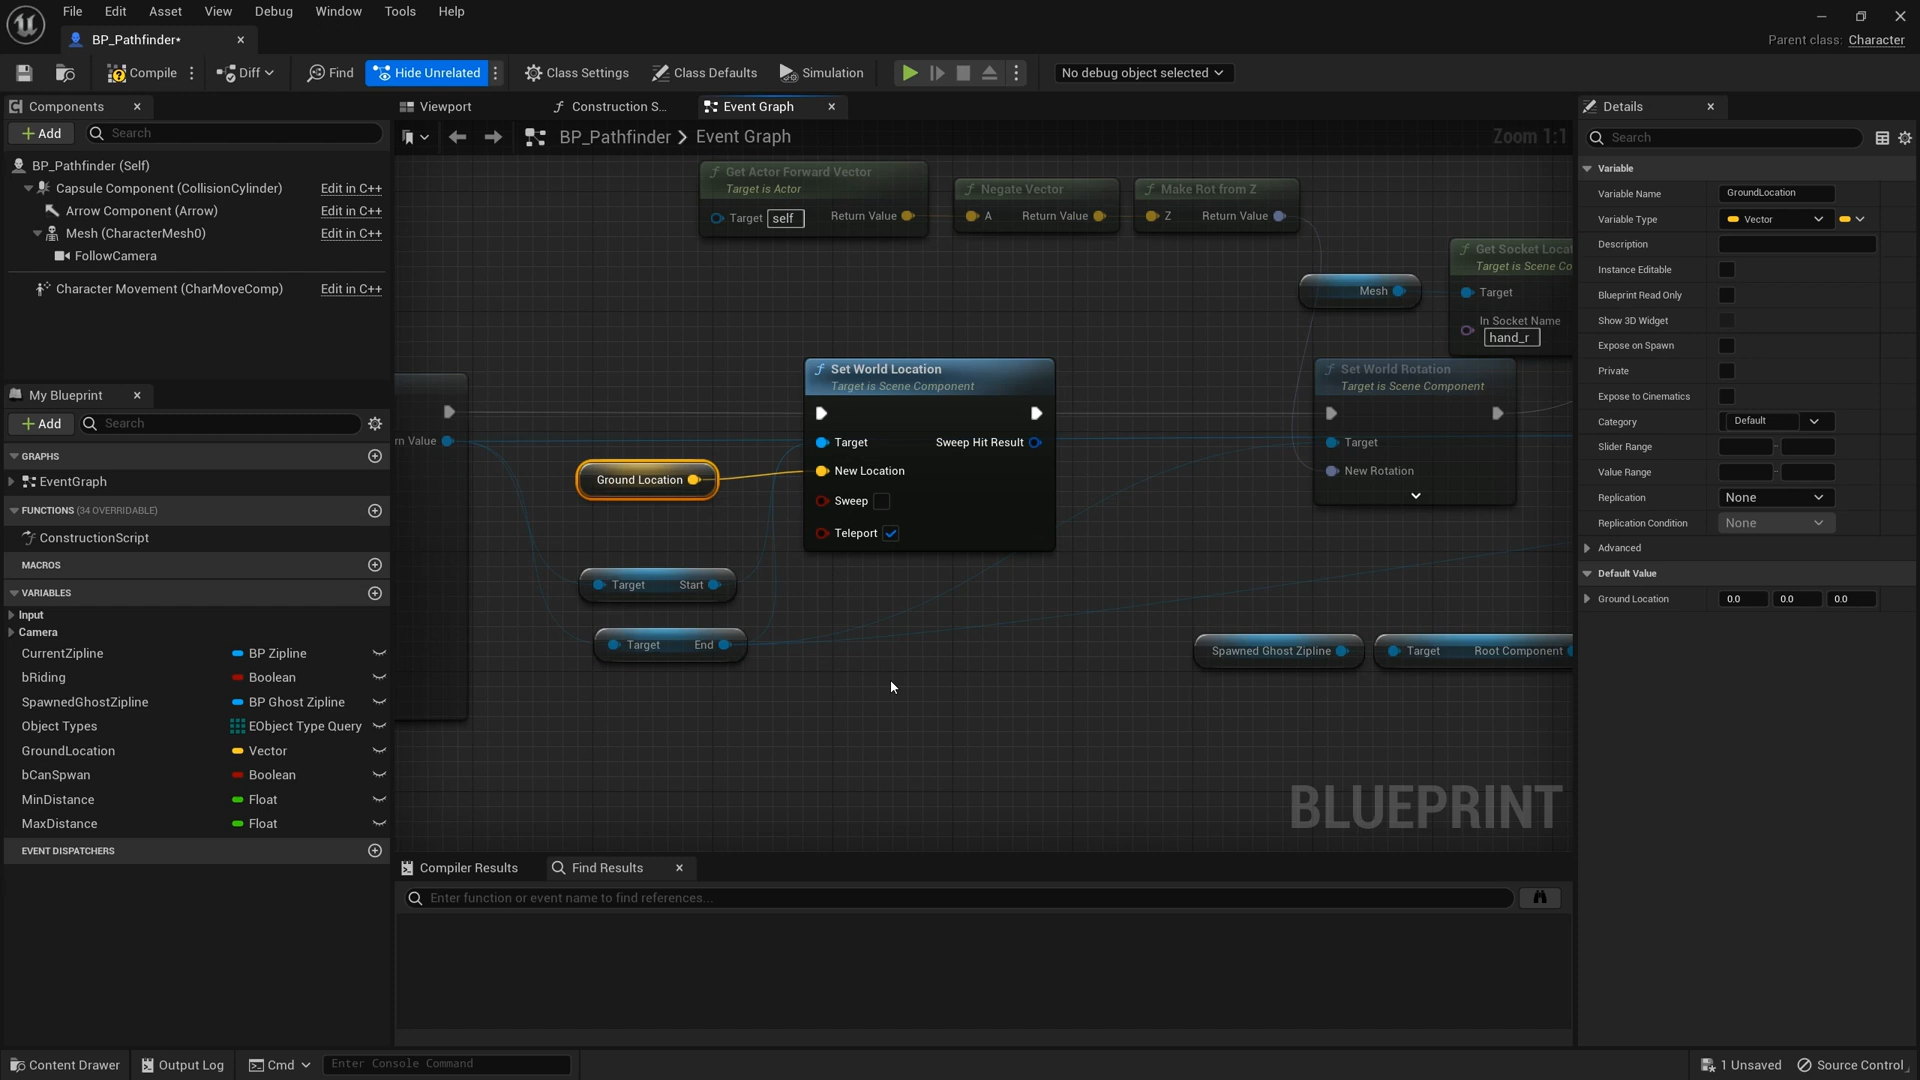 File Edit Asset View Debug Window Tools Help
BP_Pathfinder*
Parent class: Character
Compile Diff Find Hide Unrelated Class Settings Class Defaults Simulation No debug object selected
Components
Add Search
BP_Pathfinder (Self)
Capsule Component (CollisionCylinder) Edit in C++
Arrow Component (Arrow) Edit in C++
Mesh (CharacterMesh0) Edit in C++
FollowCamera
Character Movement (CharMoveComp) Edit in C++
My Blueprint
Add Search
GRAPHS
EventGraph
FUNCTIONS (34 OVERRIDABLE)
ConstructionScript
MACROS
VARIABLES
Input
Camera
CurrentZipline BP Zipline
bRiding Boolean
SpawnedGhostZipline BP Ghost Zipline
Object Types EObject Type Query
GroundLocation Vector
bCanSpwan Boolean
MinDistance Float
MaxDistance Float
EVENT DISPATCHERS
Viewport Construction S... Event Graph
BP_Pathfinder > Event Graph Zoom 1:1
Get Actor Forward Vector
Target is Actor
Target self Return Value
Negate Vector
A Return Value
Make Rot from Z
Z Return Value
Mesh
Get Socket Locat
Target is Scene Co
Target
In Socket Name
hand_r
rn Value
Ground Location
Set World Location
Target is Scene Component
Target Sweep Hit Result
New Location
Sweep
Teleport
Set World Rotation
Target is Scene Component
Target
New Rotation
Target Start
Target End
Spawned Ghost Zipline
Target Root Component
BLUEPRINT
Compiler Results Find Results
Enter function or event name to find references...
Details
Search
Variable
Variable Name GroundLocation
Variable Type Vector
Description
Instance Editable
Blueprint Read Only
Show 3D Widget
Expose on Spawn
Private
Expose to Cinematics
Category Default
Slider Range
Value Range
Replication None
Replication Condition None
Advanced
Default Value
Ground Location 0.0 0.0 0.0
Content Drawer Output Log Cmd Enter Console Command 1 Unsaved Source Control